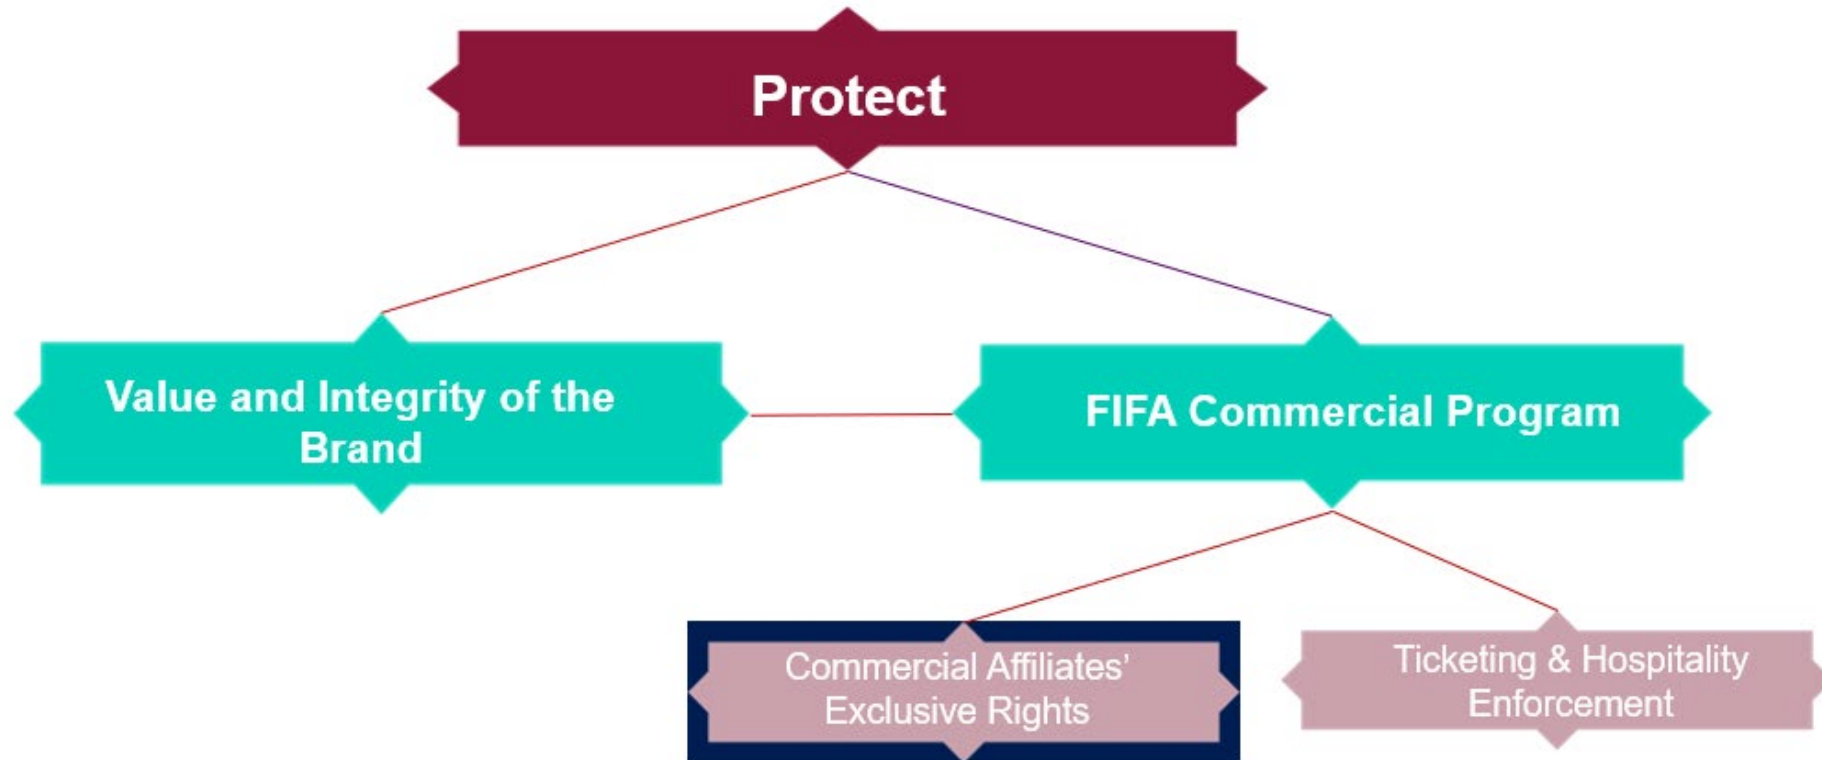 Protect
Value and Integrity of the
Brand
FIFA Commercial Program
Commercial Affiliates’
Exclusive Rights
Ticketing & Hospitality
Enforcement